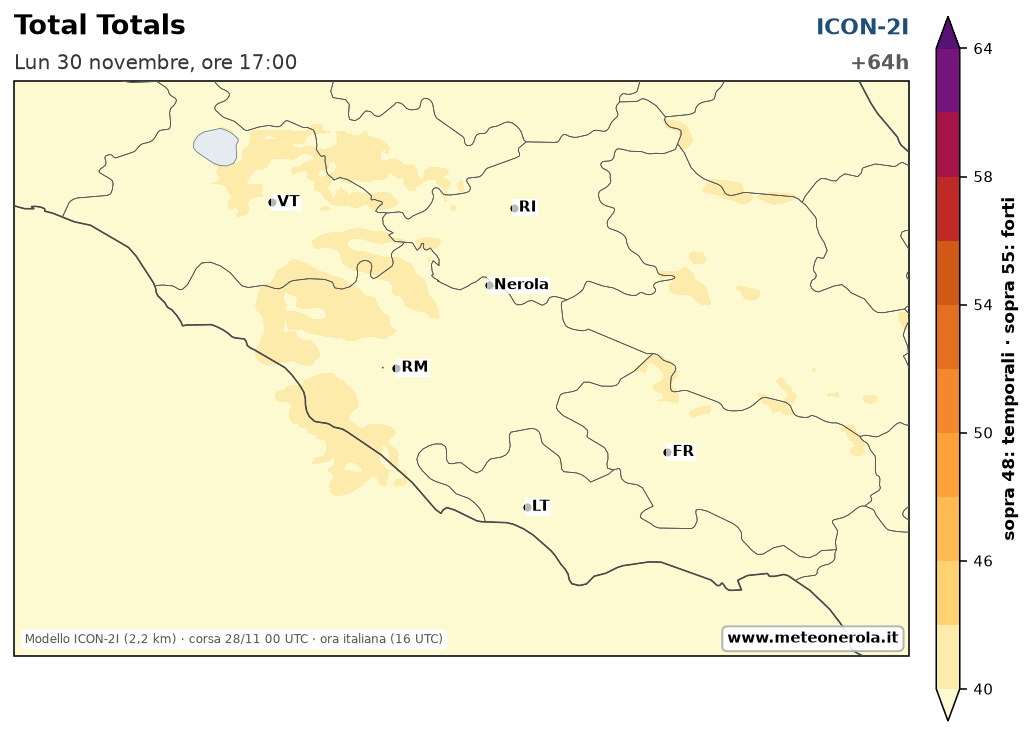 Total Totals
ICON-2I
Lun 30 novembre, ore 17:00
+64h
64
58
54
50
46
40
sopra 48: temporali · sopra 55: forti
VT
RI
Nerola
RM
FR
LT
Modello ICON-2I (2,2 km) · corsa 28/11 00 UTC · ora italiana (16 UTC)
www.meteonerola.it